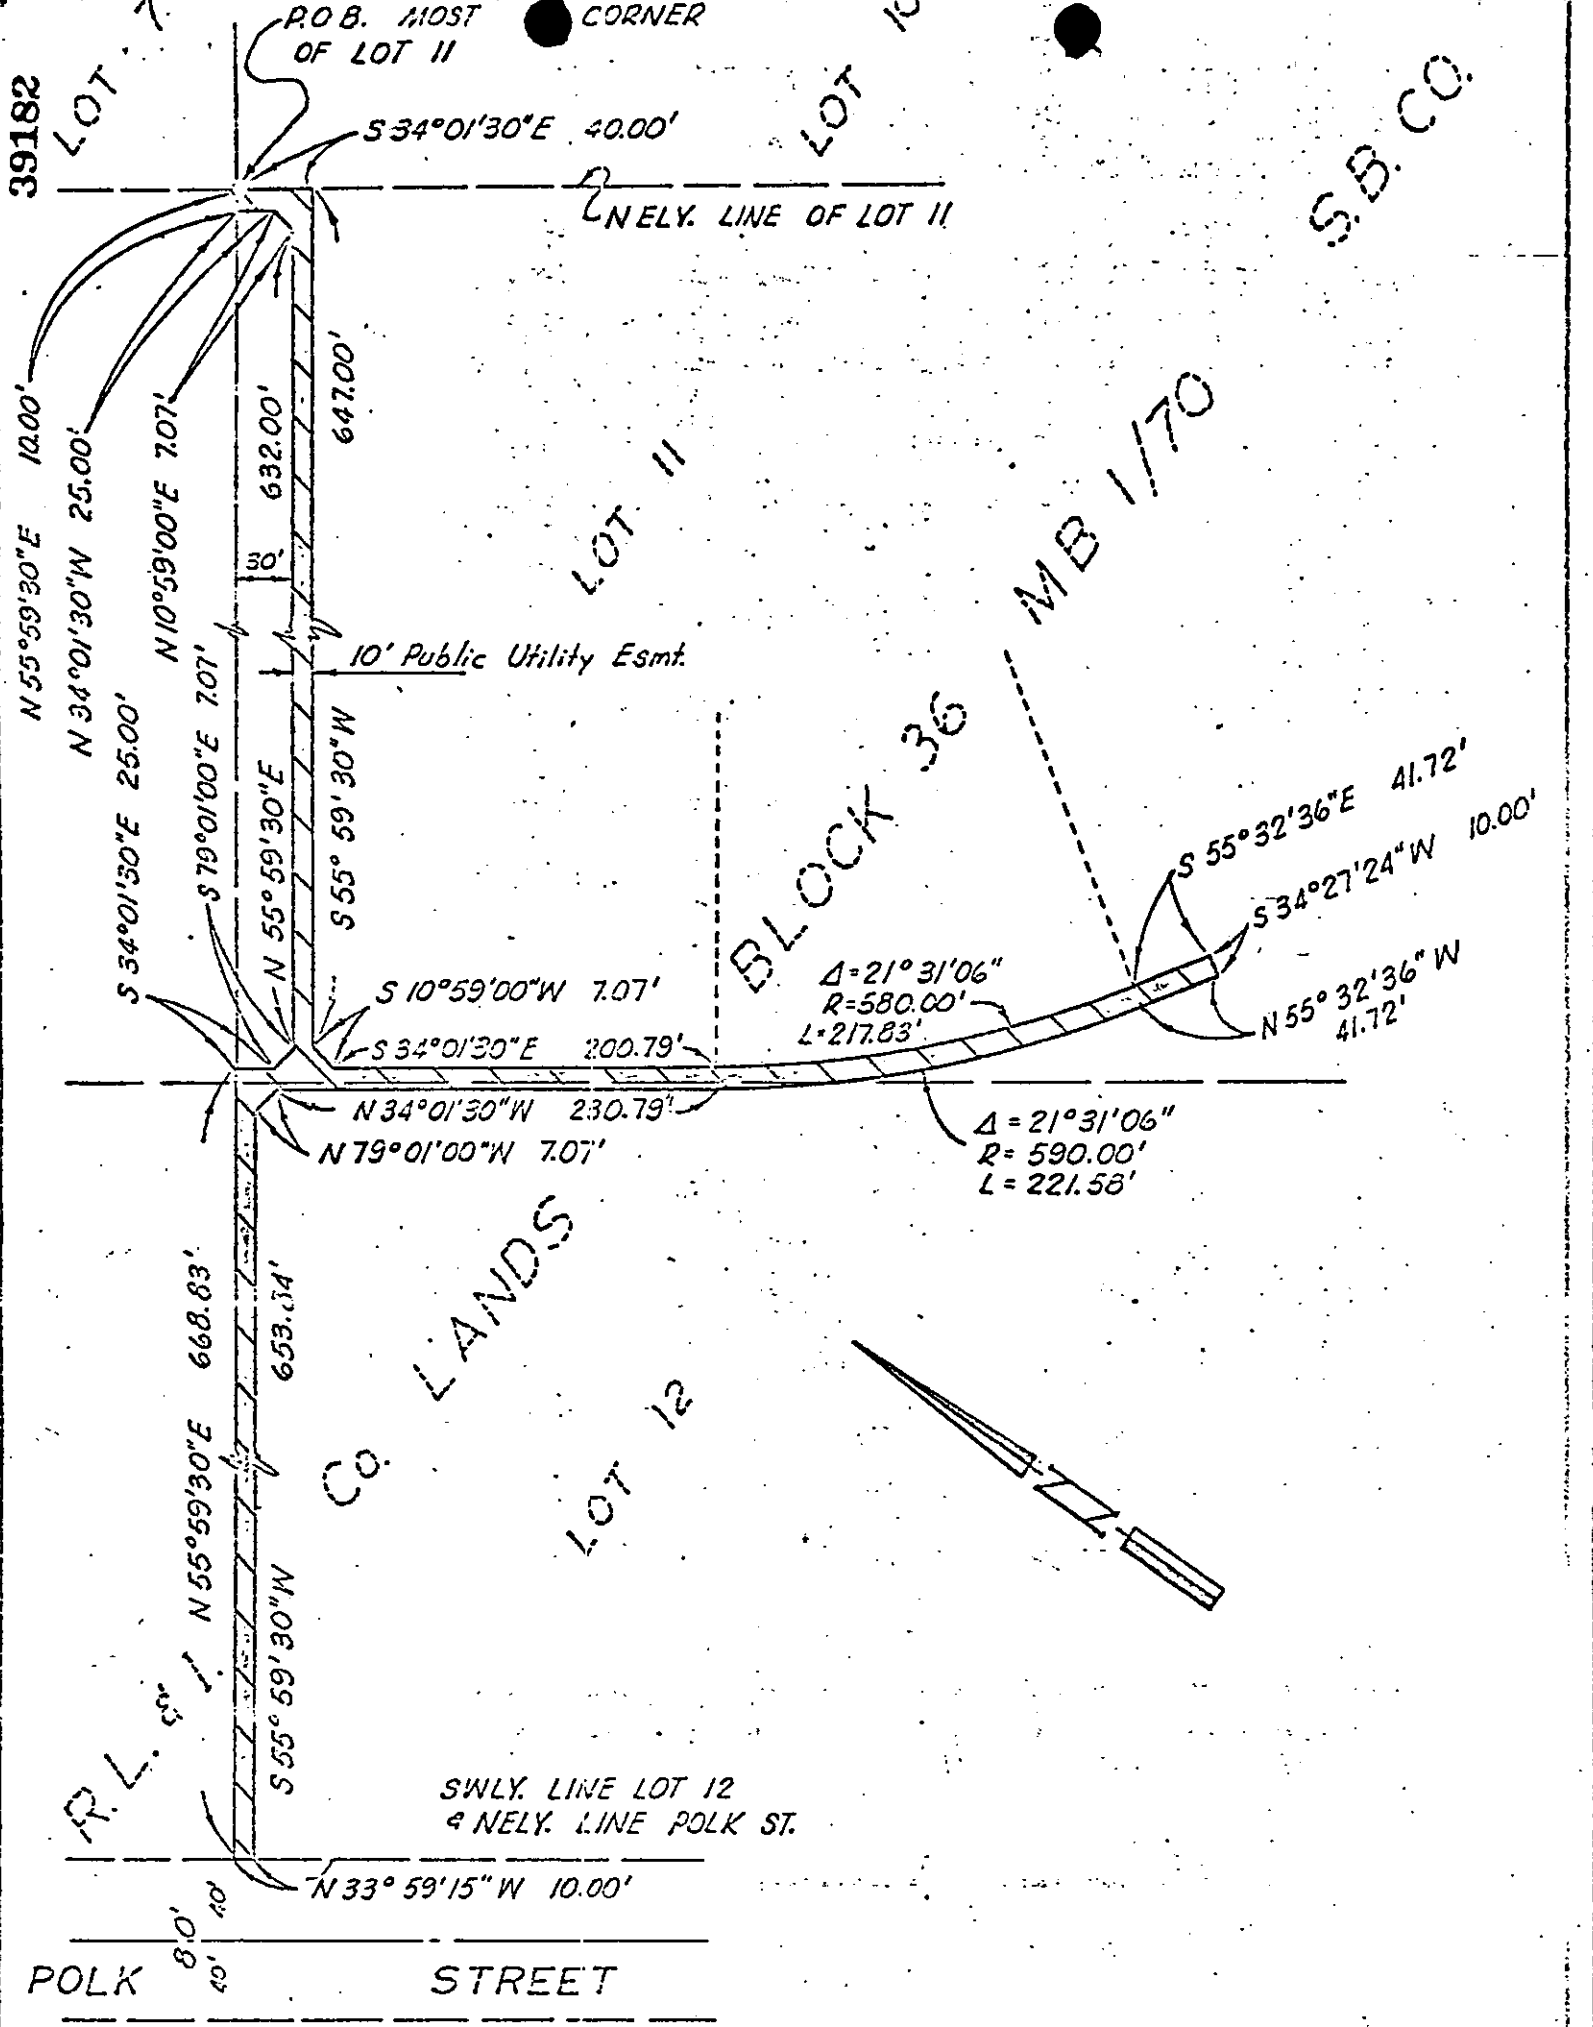 P.O.B. MOST CORNER
OF LOT 11
39182
LOT
LOT 10
S 34°01'30"E 40.00'
NELY. LINE OF LOT 11
S.B. CO.
N 55°59'30"E 10.00'
N 34°01'30"W 25.00'
N 10°59'00"E 7.07'
632.00'
647.00'
30'
LOT 11
MB 1/70
10' Public Utility Esmt.
S 34°01'30"E 25.00'
S 79°01'00"E 7.07'
N 55°59'30"E
S 55°59'30"W
BLOCK 36
S 55°32'36"E 41.72'
S 34°27'24"W 10.00'
N 55°32'36"W
41.72'
S 10°59'00"W 7.07'
Δ=21°31'06"
R=580.00'
L=217.83'
S 34°01'30"E 200.79'
N 34°01'30"W 230.79'
N 79°01'00"W 7.07'
Δ=21°31'06"
R=590.00'
L=221.58'
668.83'
N 55°59'30"E
S 55°59'30"W
R. L. & I. Co. LANDS
LOT 12
N
SWLY. LINE LOT 12
& NELY. LINE POLK ST.
N 33°59'15"W 10.00'
80'
40'
40'
POLK STREET